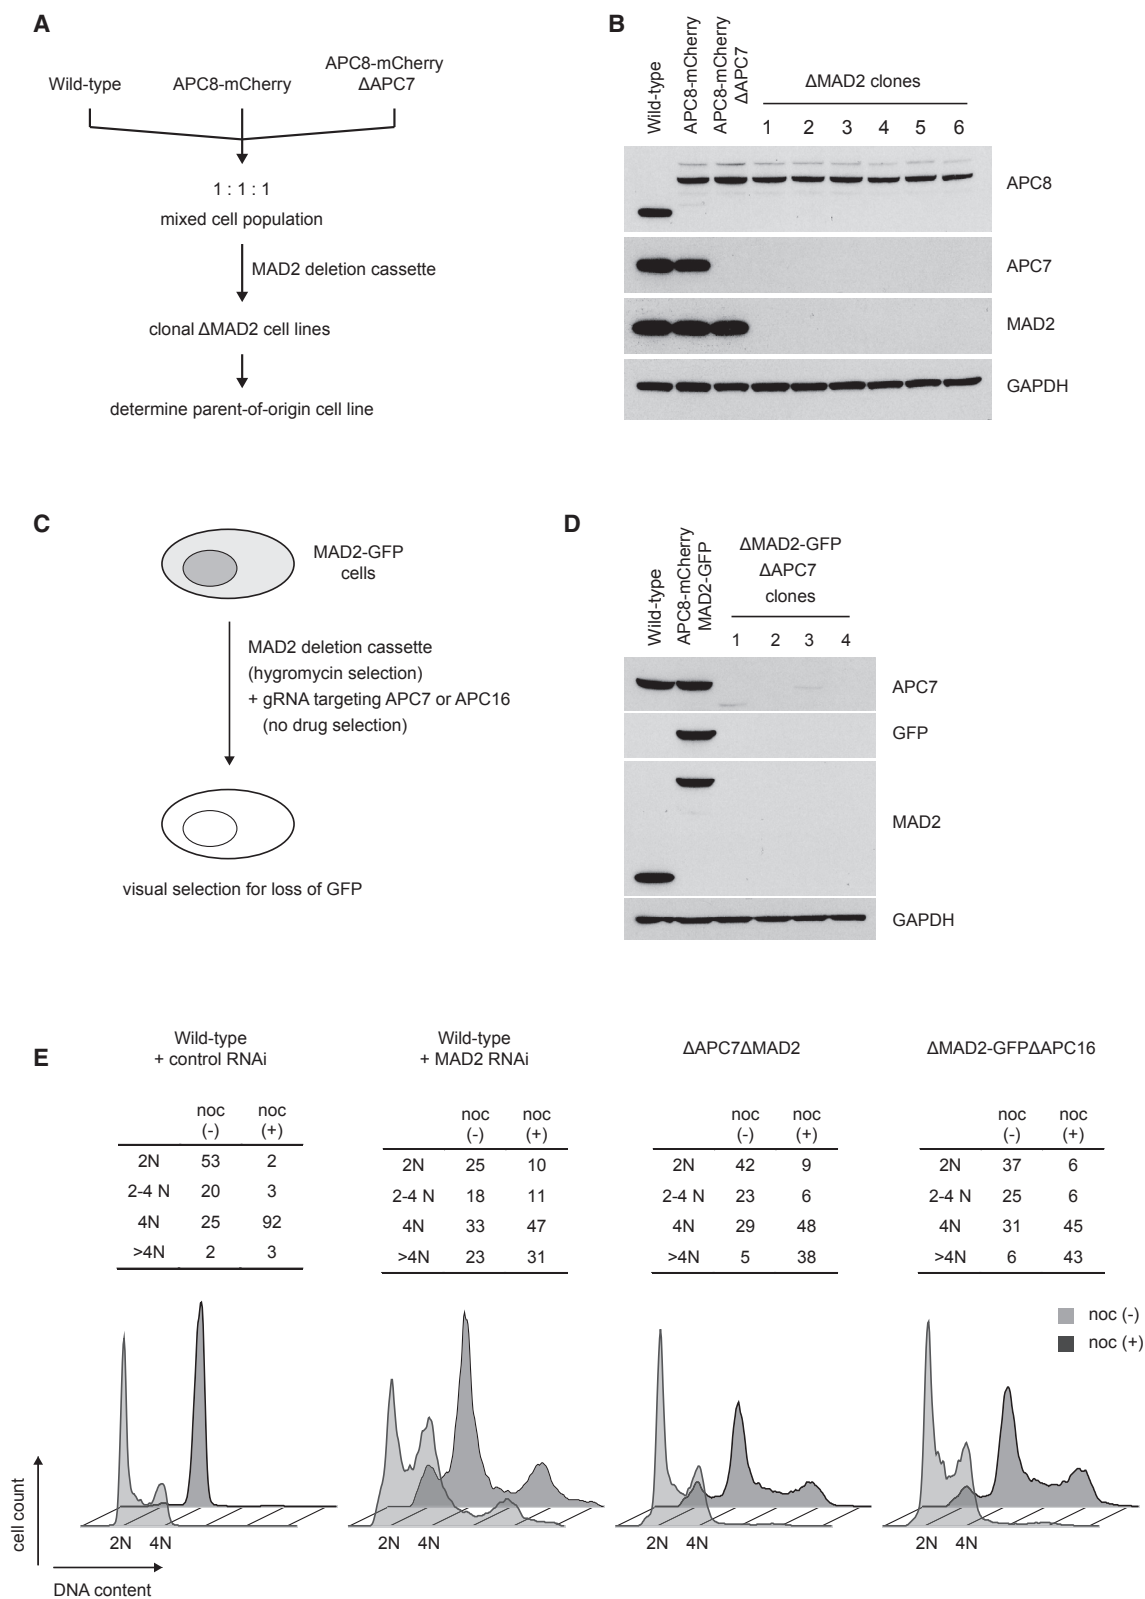 A
Wild-type
APC8-mCherry
APC8-mCherry
ΔAPC7
1 : 1 : 1
mixed cell population
MAD2 deletion cassette
clonal ΔMAD2 cell lines
determine parent-of-origin cell line
B
Wild-type
APC8-mCherry
APC8-mCherry
ΔAPC7
ΔMAD2 clones
1 2 3 4 5 6
APC8
APC7
MAD2
GAPDH
C
MAD2-GFP
cells
MAD2 deletion cassette
(hygromycin selection)
+ gRNA targeting APC7 or APC16
(no drug selection)
visual selection for loss of GFP
D
Wild-type
APC8-mCherry
MAD2-GFP
ΔMAD2-GFP
ΔAPC7
clones
1 2 3 4
APC7
GFP
MAD2
GAPDH
E
Wild-type
+ control RNAi
noc noc
(-) (+)
2N 53 2
2-4 N 20 3
4N 25 92
>4N 2 3
Wild-type
+ MAD2 RNAi
noc noc
(-) (+)
2N 25 10
2-4 N 18 11
4N 33 47
>4N 23 31
ΔAPC7ΔMAD2
noc noc
(-) (+)
2N 42 9
2-4 N 23 6
4N 29 48
>4N 5 38
ΔMAD2-GFPΔAPC16
noc noc
(-) (+)
2N 37 6
2-4 N 25 6
4N 31 45
>4N 6 43
noc (-)
noc (+)
cell count
2N 4N
2N 4N
2N 4N
2N 4N
DNA content